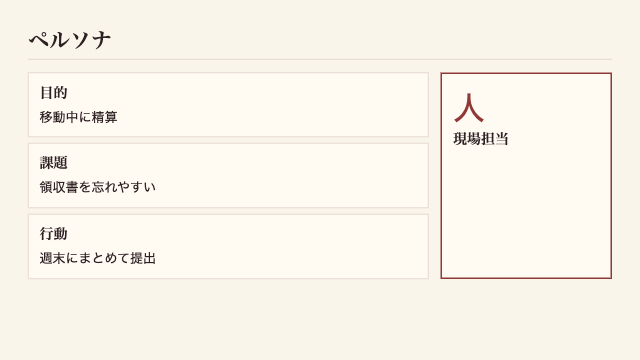 ペルソナ
目的
移動中に精算
課題
領収書を忘れやすい
行動
週末にまとめて提出
人
現場担当